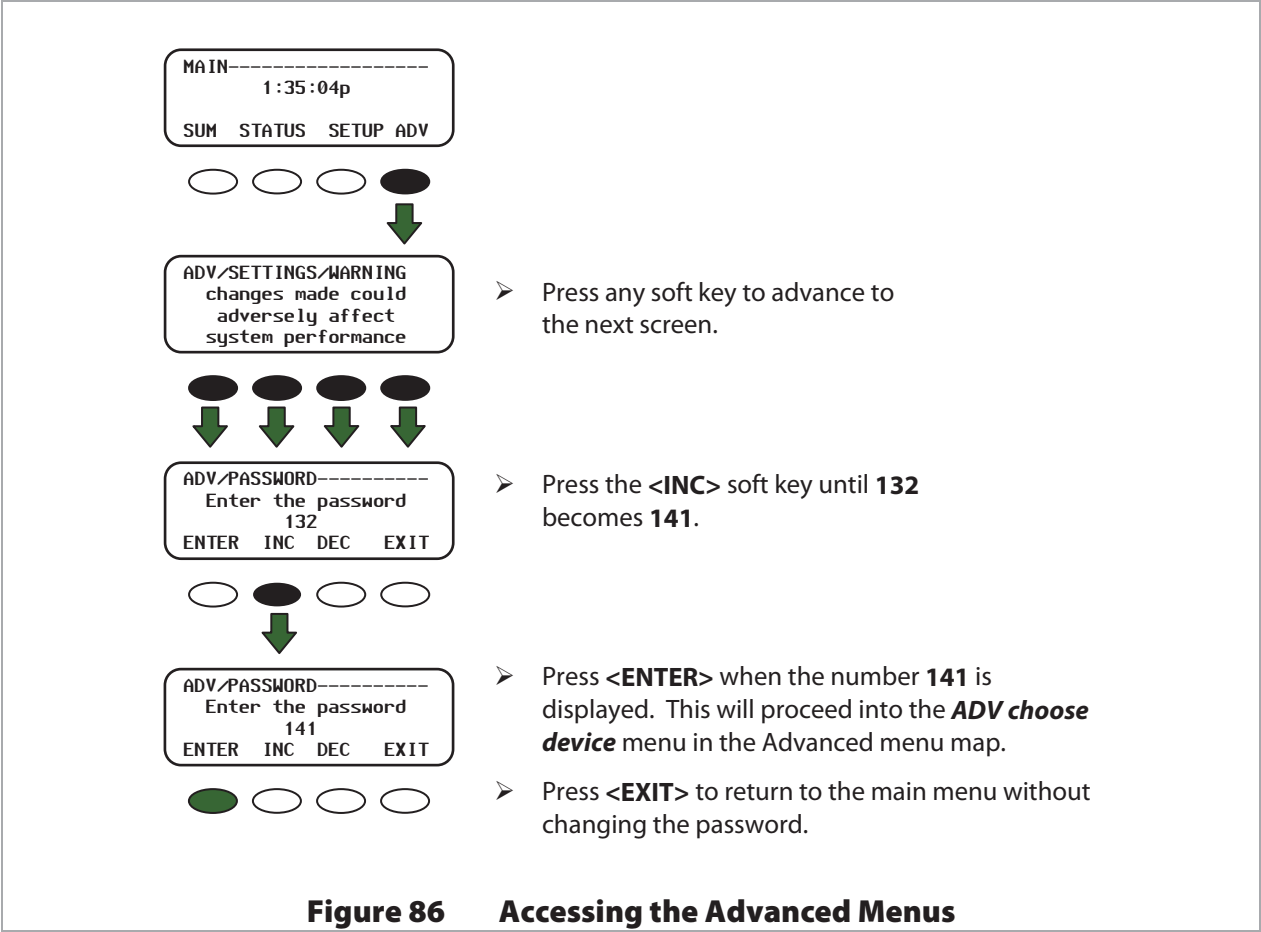 MAIN-------------------
1:35:04p
SUM STATUS SETUP ADV
ADV/SETTINGS/WARNING
changes made could
adversely affect
system performance
➢ Press any soft key to advance to
the next screen.
ADV/PASSWORD----------
Enter the password
132
ENTER INC DEC EXIT
➢ Press the <INC> soft key until 132
becomes 141.
ADV/PASSWORD----------
Enter the password
141
ENTER INC DEC EXIT
➢ Press <ENTER> when the number 141 is
displayed. This will proceed into the ADV choose
device menu in the Advanced menu map.
➢ Press <EXIT> to return to the main menu without
changing the password.
Figure 86 Accessing the Advanced Menus